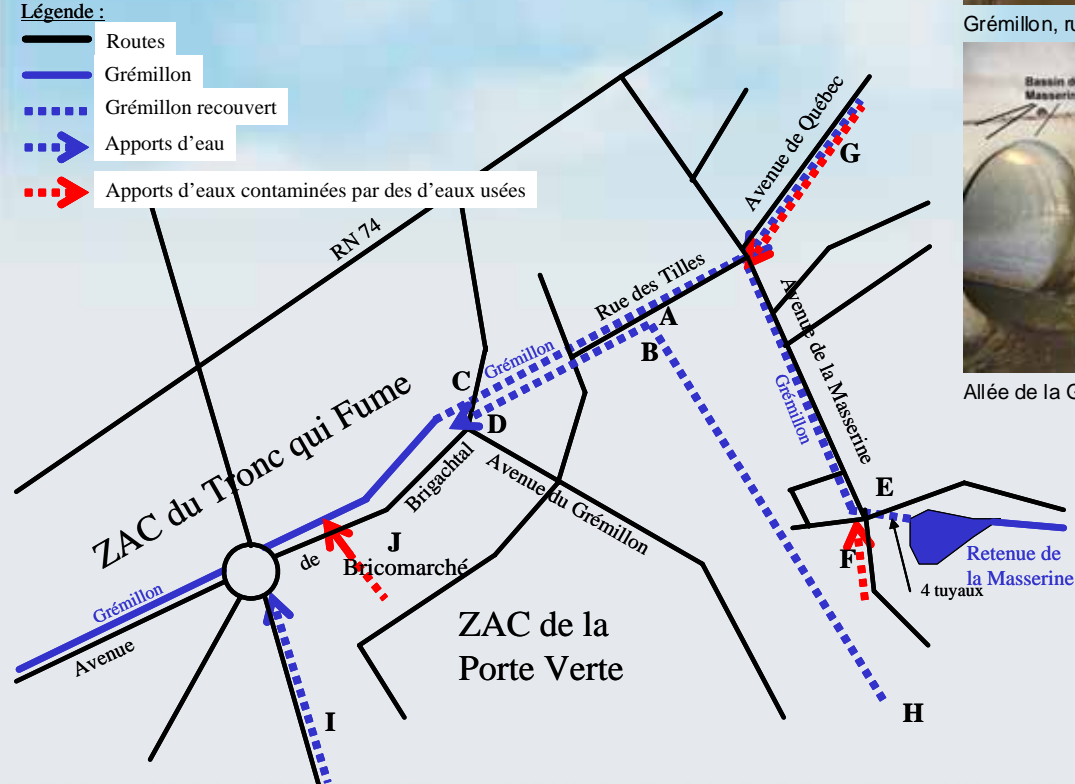 Légende :
Routes
Grémillon
Grémillon recouvert
Apports d'eau
Apports d'eaux contaminées par des d'eaux usées
Grémillon,
Bassin
Allée de la
RN 74
Avenue de Québec
G
Rue des Tilles
A
B
Grémillon
C
D
Avenue de la Masserine
Grémillon
ZAC du Tronc qui Fume
Brigachtal
Avenue du Grémillon
E
F
Retenue de
la Masserine
4 tuyaux
J
de
Bricomarché
Grémillon
Avenue
ZAC de la
Porte Verte
H
I